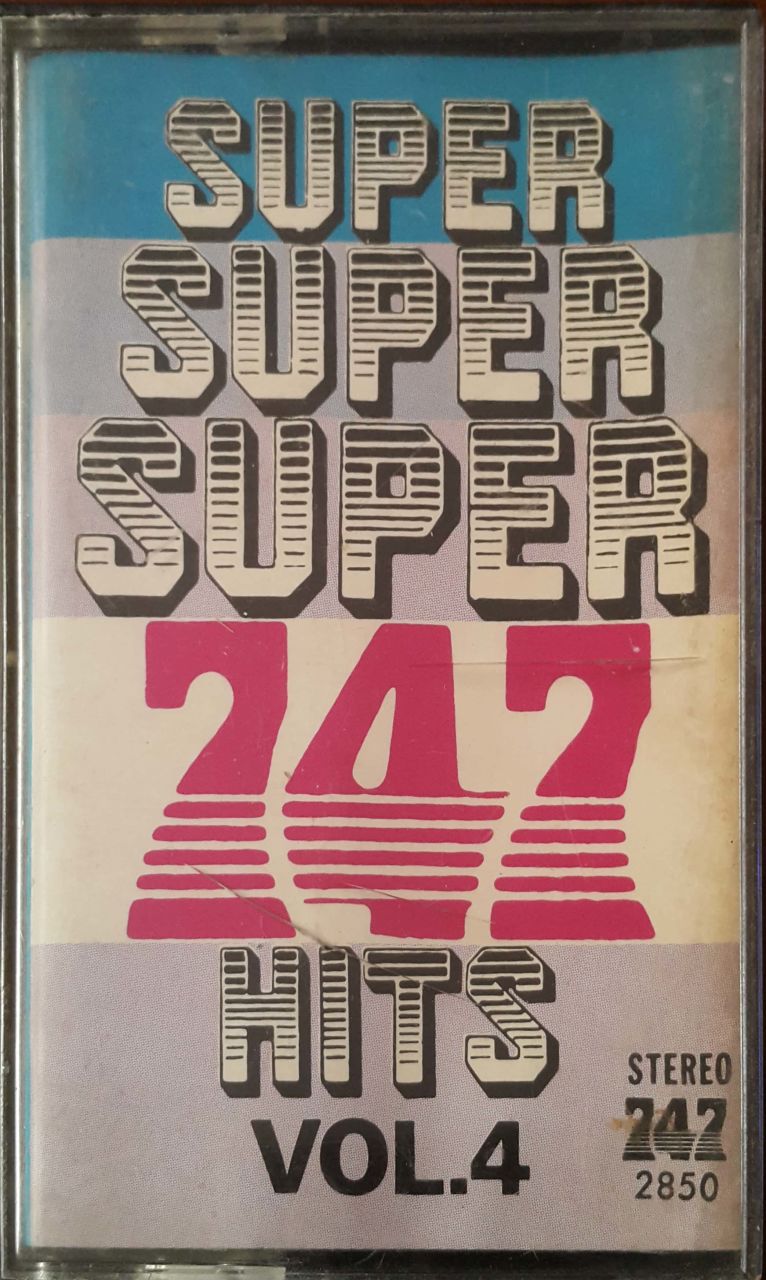 SUPER
SUPER
SUPER
747
HITS
VOL.4
STEREO
747
2850